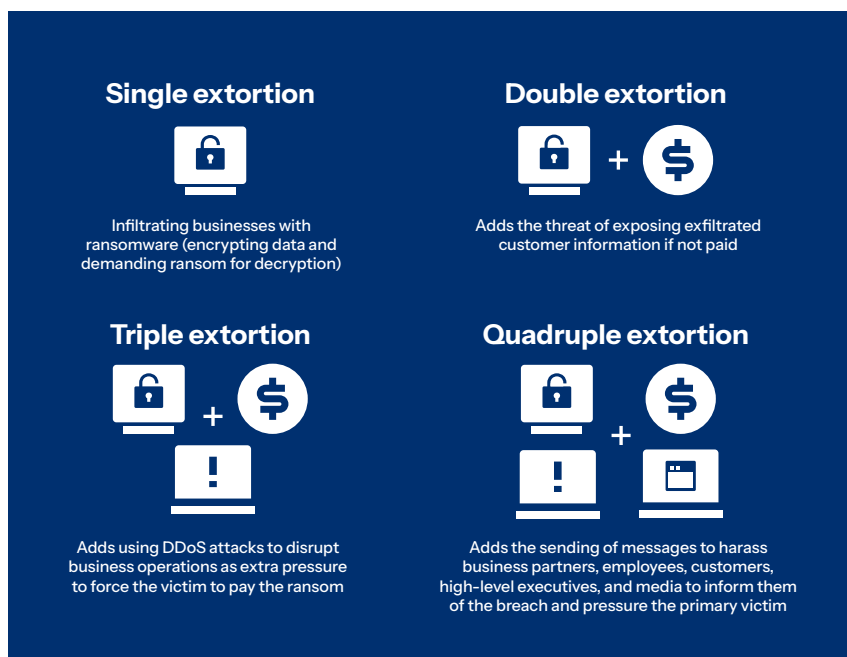 Single extortion
Infiltrating businesses with
ransomware (encrypting data and
demanding ransom for decryption)
Double extortion
+
Adds the threat of exposing exfiltrated
customer information if not paid
Triple extortion
+
!
Adds using DDoS attacks to disrupt
business operations as extra pressure
to force the victim to pay the ransom
Quadruple extortion
+
!
Adds the sending of messages to harass
business partners, employees, customers,
high-level executives, and media to inform them
of the breach and pressure the primary victim